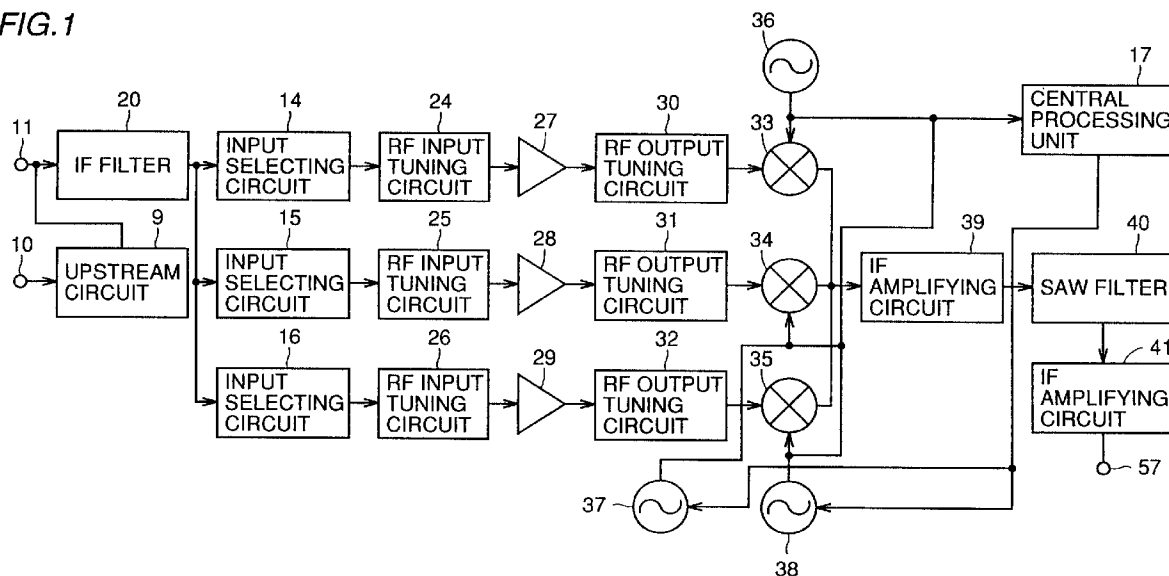 FIG.1
36
17
20
14
24
27
30
33
CENTRAL
PROCESSING
UNIT
11
IF FILTER
INPUT
SELECTING
CIRCUIT
RF INPUT
TUNING
CIRCUIT
RF OUTPUT
TUNING
CIRCUIT
10
9
15
25
28
31
34
39
40
UPSTREAM
CIRCUIT
INPUT
SELECTING
CIRCUIT
RF INPUT
TUNING
CIRCUIT
RF OUTPUT
TUNING
CIRCUIT
IF
AMPLIFYING
CIRCUIT
SAW FILTER
16
26
29
32
35
41
INPUT
SELECTING
CIRCUIT
RF INPUT
TUNING
CIRCUIT
RF OUTPUT
TUNING
CIRCUIT
IF
AMPLIFYING
CIRCUIT
57
37
38